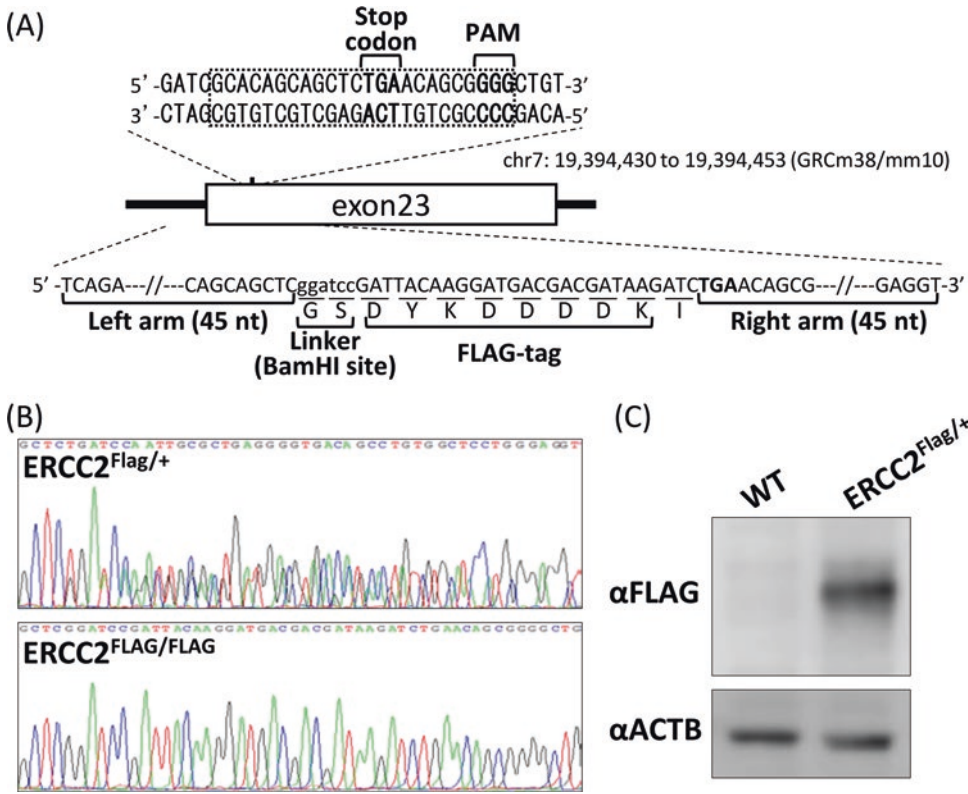 (A)
Stop codon
PAM
5’ -GATCGCACAGCAGCTCTGAACAGCGGGGCTGT-3’
3’ -CTAGCGTGTCGTCGAGACTTGTCGCCCCGACA-5’
chr7: 19,394,430 to 19,394,453 (GRCm38/mm10)
exon23
5’ -TCAGA---//---CAGCAGCTCggatccGATTACAAGGATGACGACGATAAGATCTGAACAGCG---//---GAGGT-3’
G S D Y K D D D D K I
Left arm (45 nt)
Linker
(BamHI site)
FLAG-tag
Right arm (45 nt)
(B)
GCTCTGATCCAATTGCGCTGAGGGGTGACAGCCTGTGGCTCCTGGGAGGT
ERCC2Flag/+
GCTCGGATCCGATTACAAGGATGACGACGATAAGATCTGAACAGCGGGGCTG
ERCC2FLAG/FLAG
(C)
WT
ERCC2Flag/+
αFLAG
αACTB